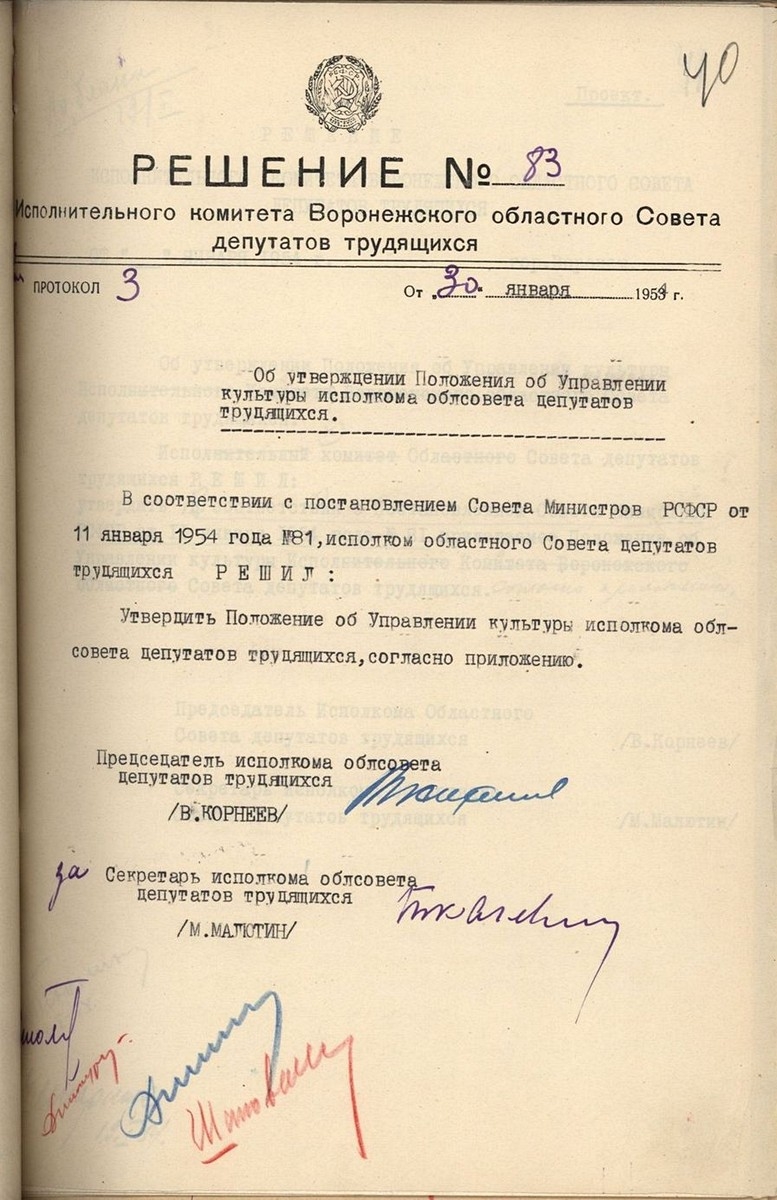 40
РЕШЕНИЕ № 83
Исполнительного комитета Воронежского областного Совета
депутатов трудящихся
ПРОТОКОЛ 3
От „30" января 1954 г.
Об утверждении Положения об Управлении
культуры исполкома облсовета депутатов
трудящихся.
В соответствии с постановлением Совета Министров РСФСР от
11 января 1954 года №81, исполком областного Совета депутатов
трудящихся РЕШИЛ:
Утвердить Положение об Управлении культуры исполкома обл-
совета депутатов трудящихся, согласно приложению.
Председатель исполкома облсовета
депутатов трудящихся
/В.КОРНЕЕВ/
за Секретарь исполкома облсовета
депутатов трудящихся
/М.МАЛЮТИН/